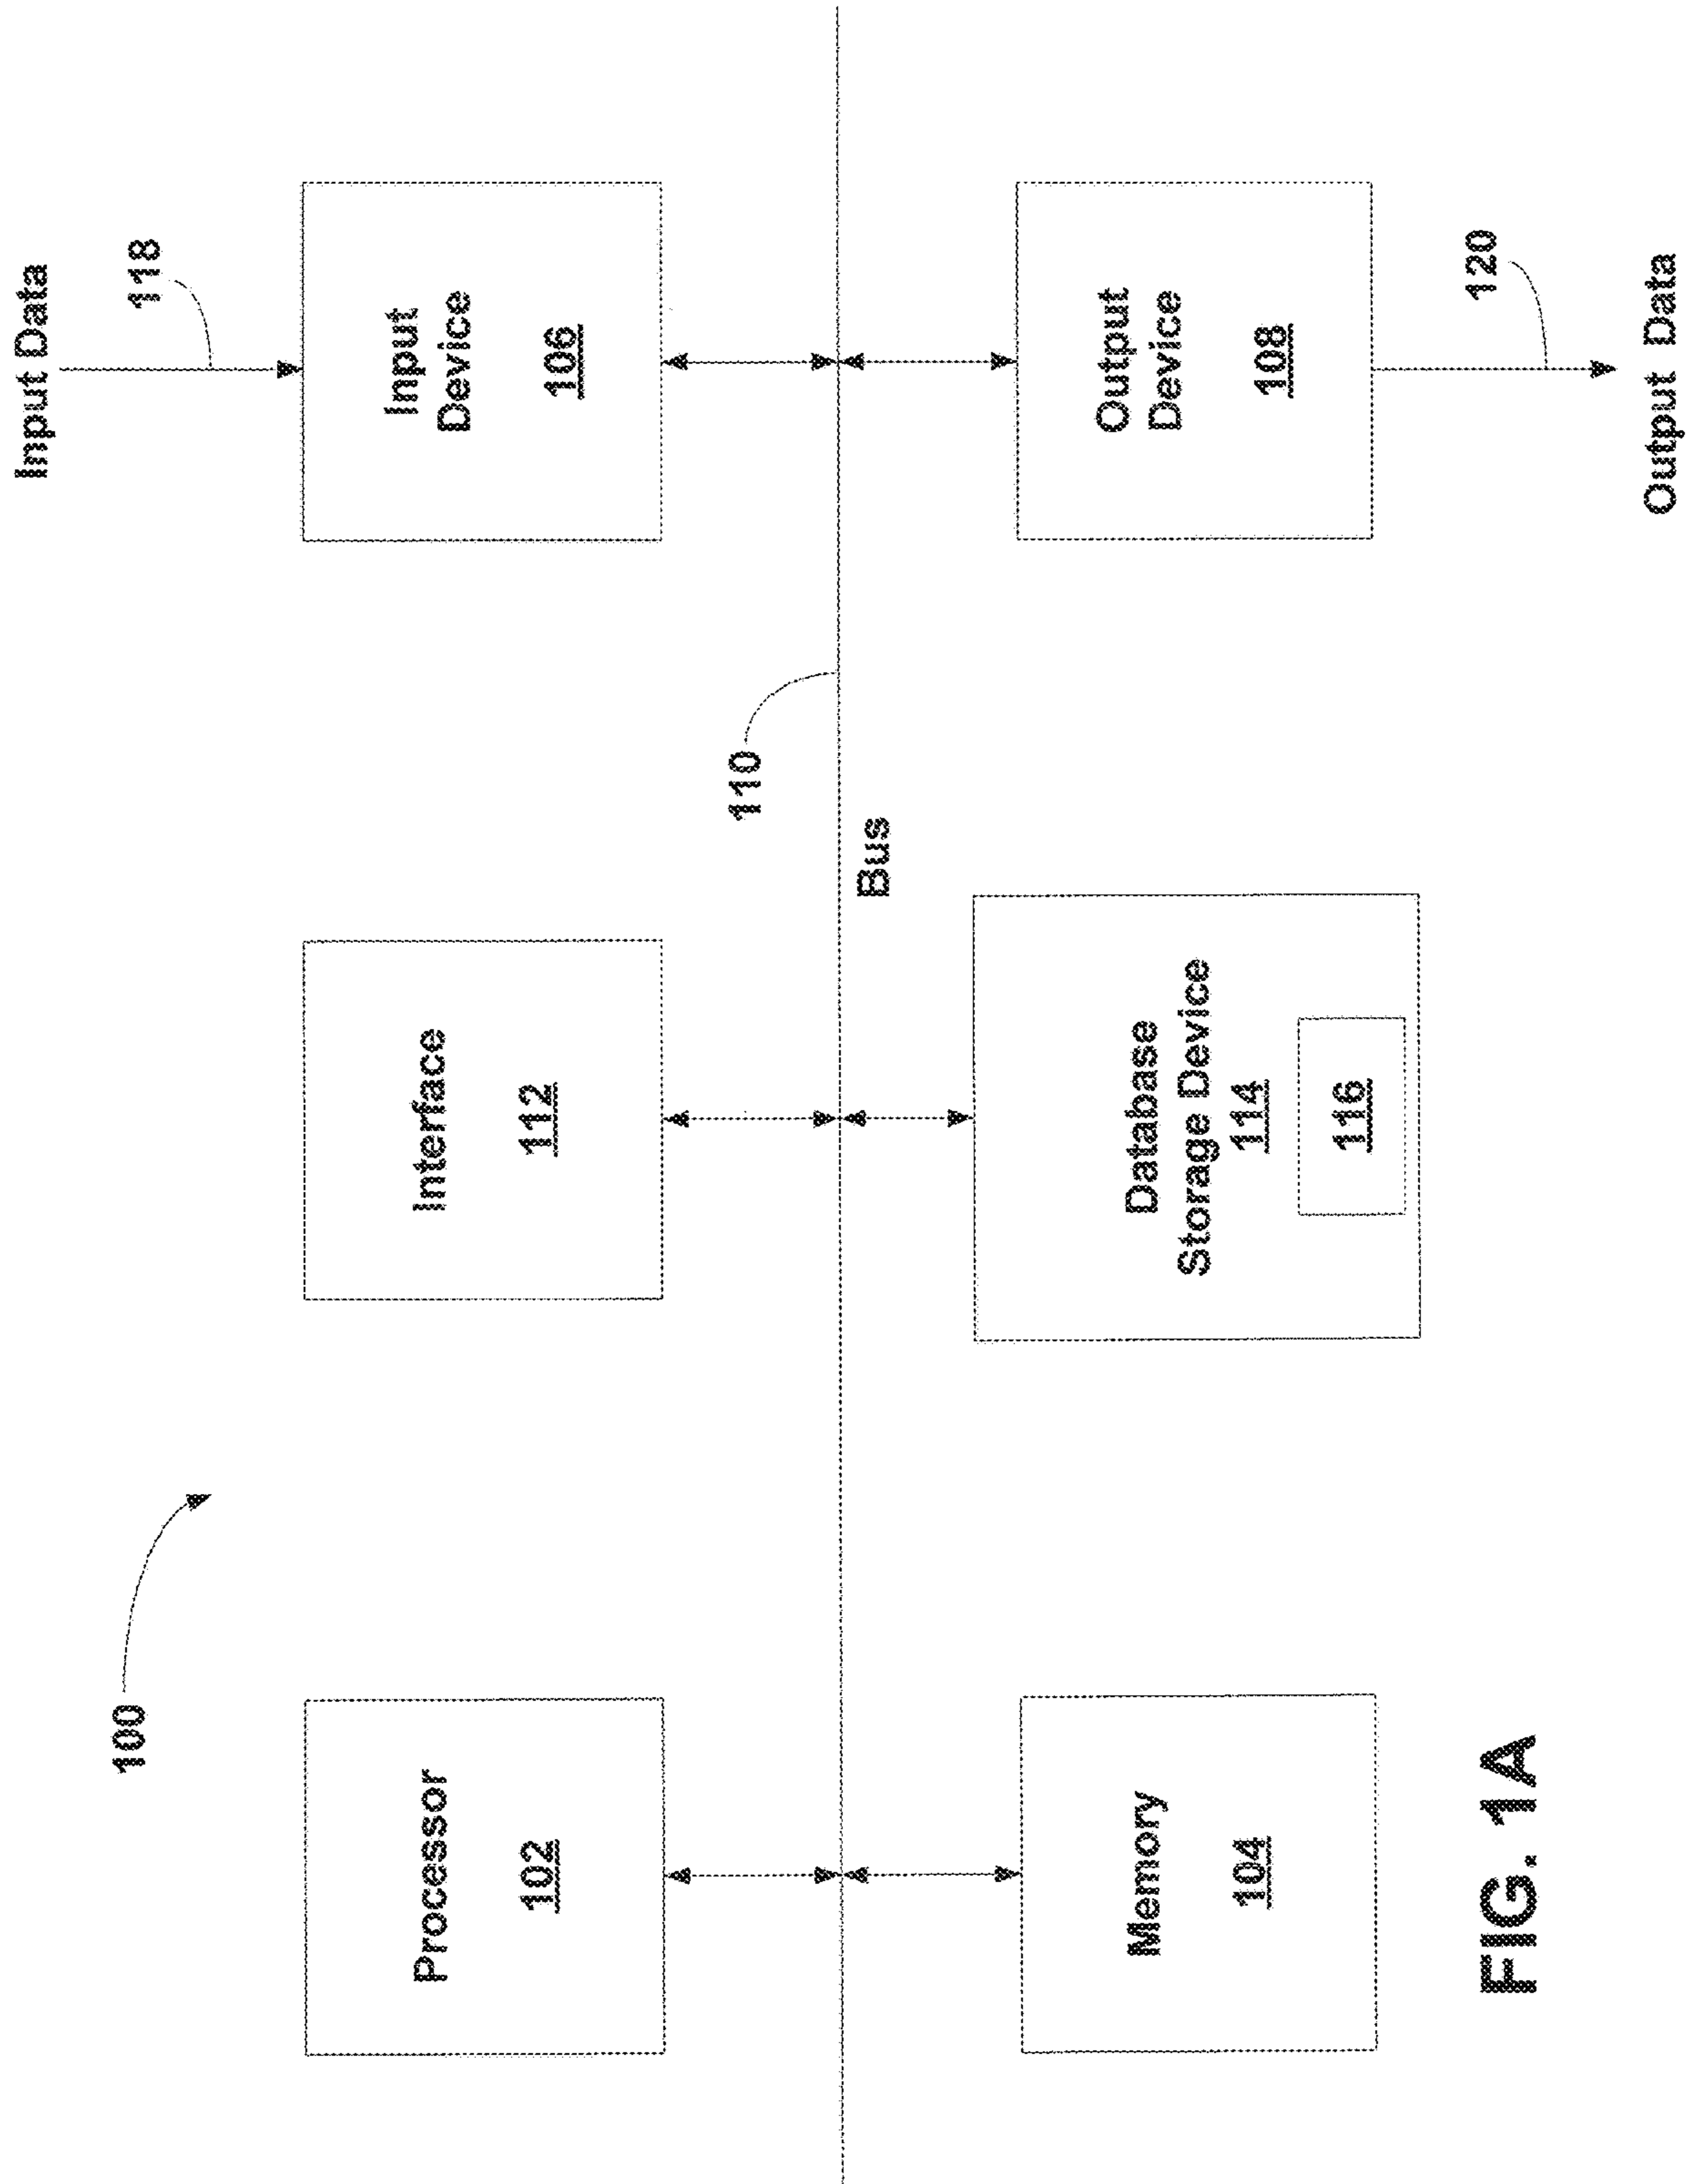 Input Data
118
100
Processor
102
Interface
112
Input
Device
106
110
Bus
Memory
104
Database
Storage Device
114
116
Output
Device
108
120
Output Data
FIG. 1A